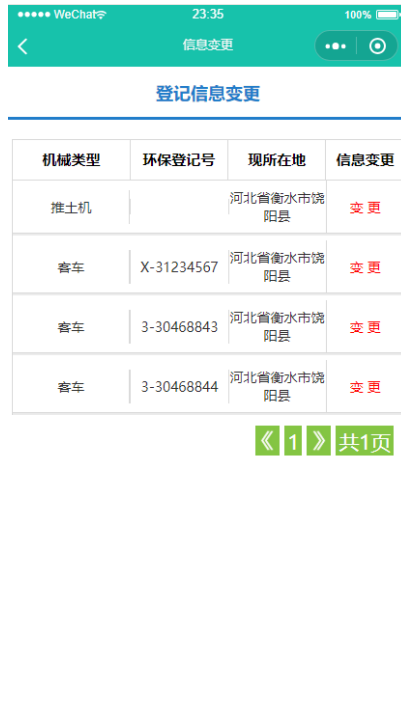 ●●●●● WeChat 23:35 100%
信息变更
登记信息变更
机械类型 环保登记号 现所在地 信息变更
推土机 河北省衡水市饶 变 更
阳县
客车 X-31234567 河北省衡水市饶 变 更
阳县
客车 3-30468843 河北省衡水市饶 变 更
阳县
客车 3-30468844 河北省衡水市饶 变 更
阳县
《 1 》 共1页